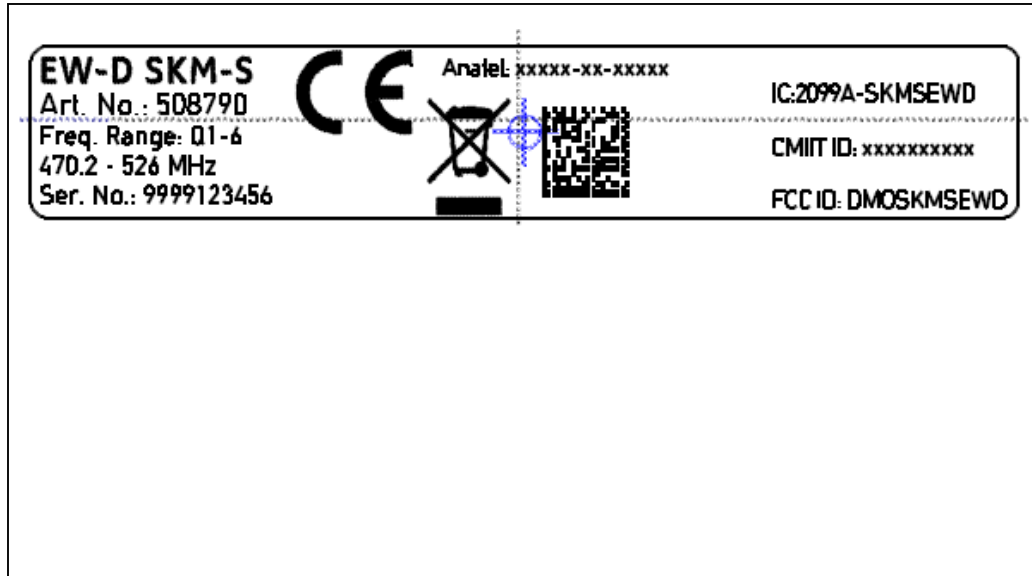 EW-D SKM-S
Art. No.: 508790
Freq. Range: Q1-6
470.2 - 526 MHz
Ser. No.: 9999123456
CE
Anatel: xxxxx-xx-xxxxx
IC:2099A-SKMSEWD
CMIIT ID: xxxxxxxxxx
FCC ID: DMOSKMSEWD